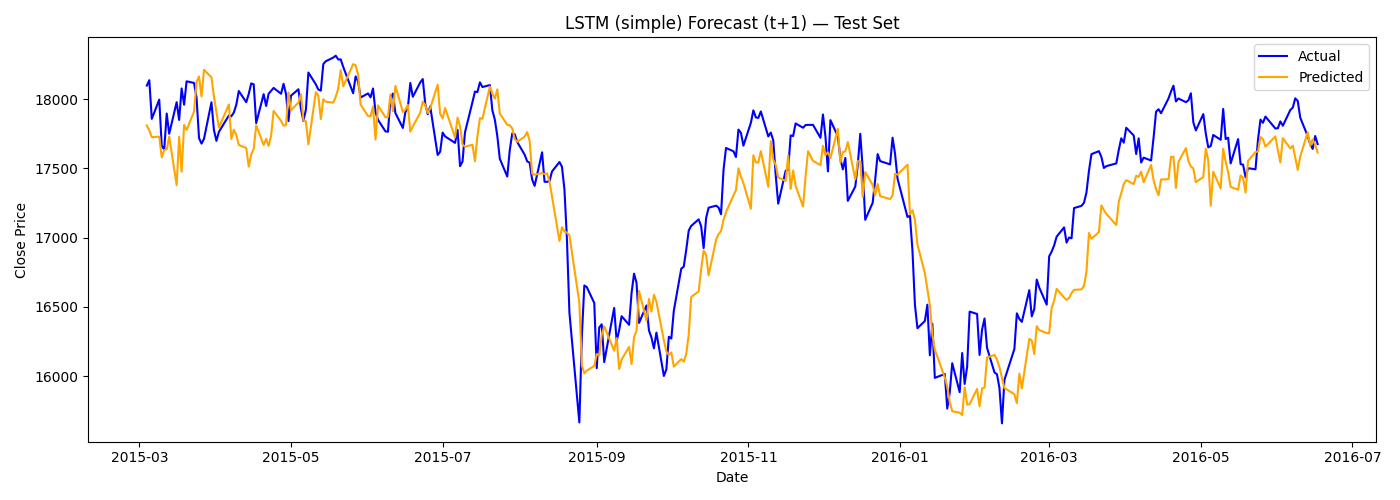 LSTM (simple) Forecast (t+1) — Test Set
Actual
Predicted
Close Price
18000
17500
17000
16500
16000
2015-03 2015-05 2015-07 2015-09 2015-11 2016-01 2016-03 2016-05 2016-07
Date